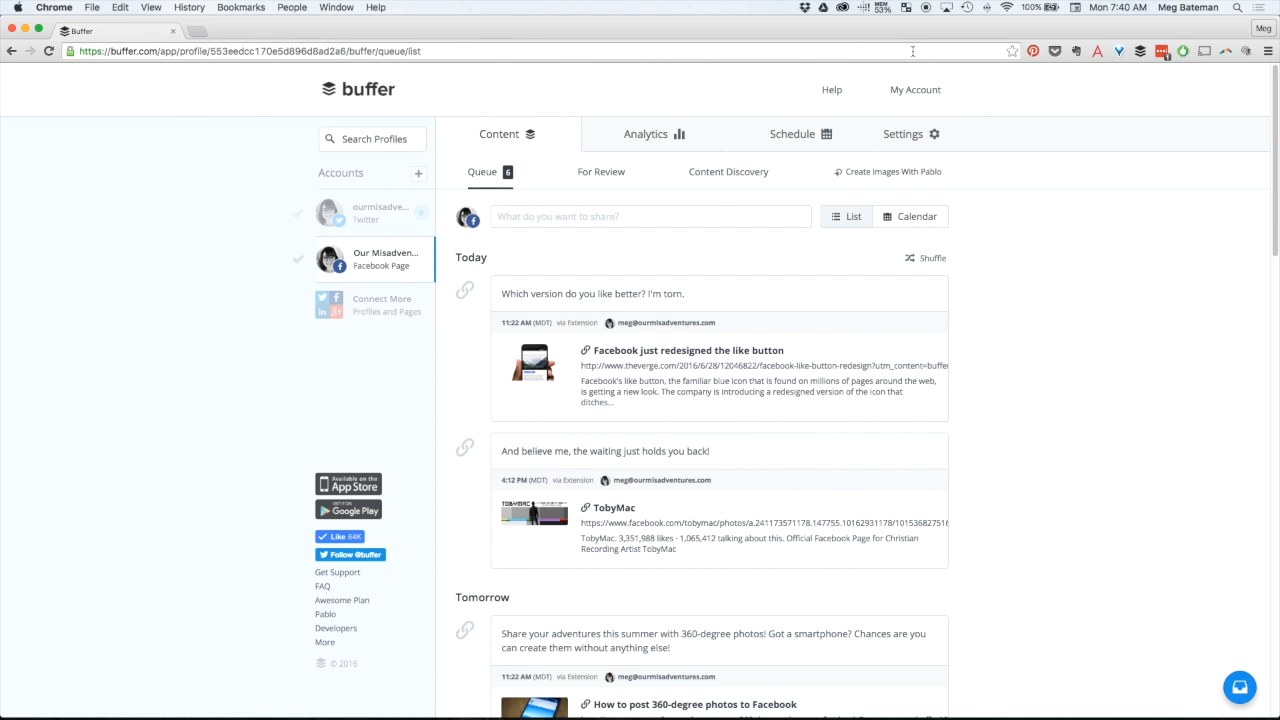 Chrome File Edit View History Bookmarks People Window Help
MEM 53% 100% Mon 7:40 AM Meg Bateman
Buffer Meg
https://buffer.com/app/profile/553eedcc170e5d896d8ad2a6/buffer/queue/list
buffer Help My Account
Search Profiles
Content Analytics Schedule Settings
Accounts +
Queue 6 For Review Content Discovery Create Images With Pablo
ourmisadve...
Twitter 0
What do you want to share? List Calendar
Our Misadven...
Facebook Page
Connect More
Profiles and Pages
Today Shuffle
Which version do you like better? I'm torn.
11:22 AM (MDT) via Extension meg@ourmisadventures.com
Facebook just redesigned the like button
http://www.theverge.com/2016/6/28/12046822/facebook-like-button-redesign?utm_content=buffer
Facebook's like button, the familiar blue icon that is found on millions of pages around the web,
is getting a new look. The company is introducing a redesigned version of the icon that
ditches...
And believe me, the waiting just holds you back!
4:12 PM (MDT) via Extension meg@ourmisadventures.com
TOBYMAC
TobyMac
https://www.facebook.com/tobymac/photos/a.241173571178.147755.10162931178/101536827516
TobyMac. 3,351,988 likes · 1,065,412 talking about this. Official Facebook Page for Christian
Recording Artist TobyMac
Available on the
App Store
GET IT ON
Google Play
Like 64K
Follow @buffer
Get Support
FAQ
Awesome Plan
Pablo
Developers
More
© 2016
Tomorrow
Share your adventures this summer with 360-degree photos! Got a smartphone? Chances are you
can create them without anything else!
11:22 AM (MDT) via Extension meg@ourmisadventures.com
How to post 360-degree photos to Facebook